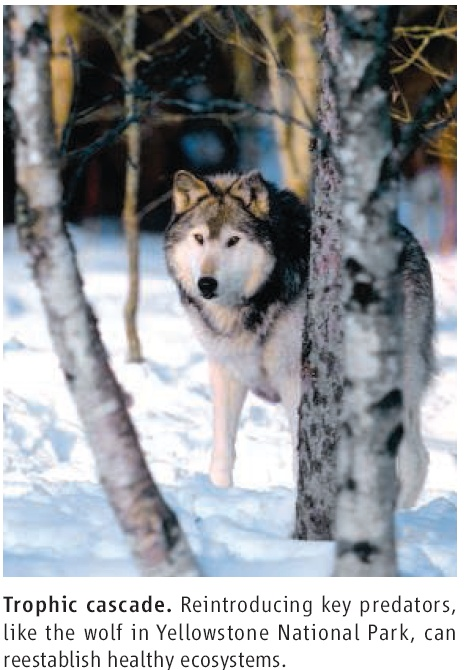 Trophic cascade. Reintroducing key predators,
like the wolf in Yellowstone National Park, can
reestablish healthy ecosystems.